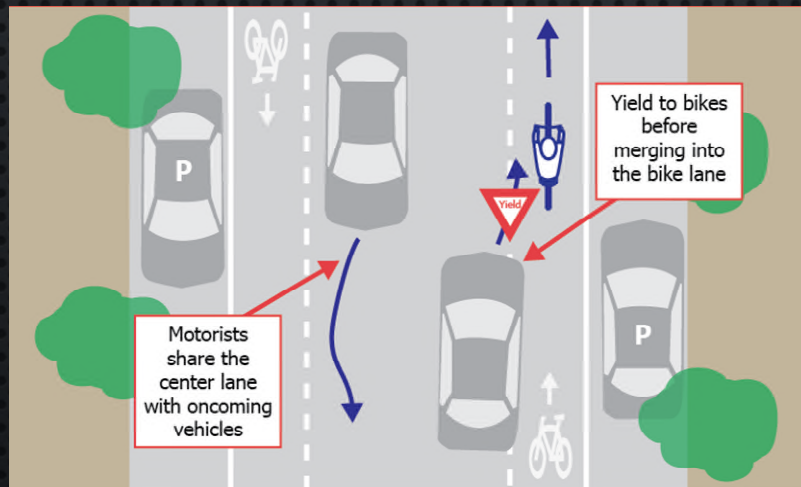 Yield to bikes
before
merging into
the bike lane
P
Yield
P
Motorists
share the
center lane
with oncoming
vehicles